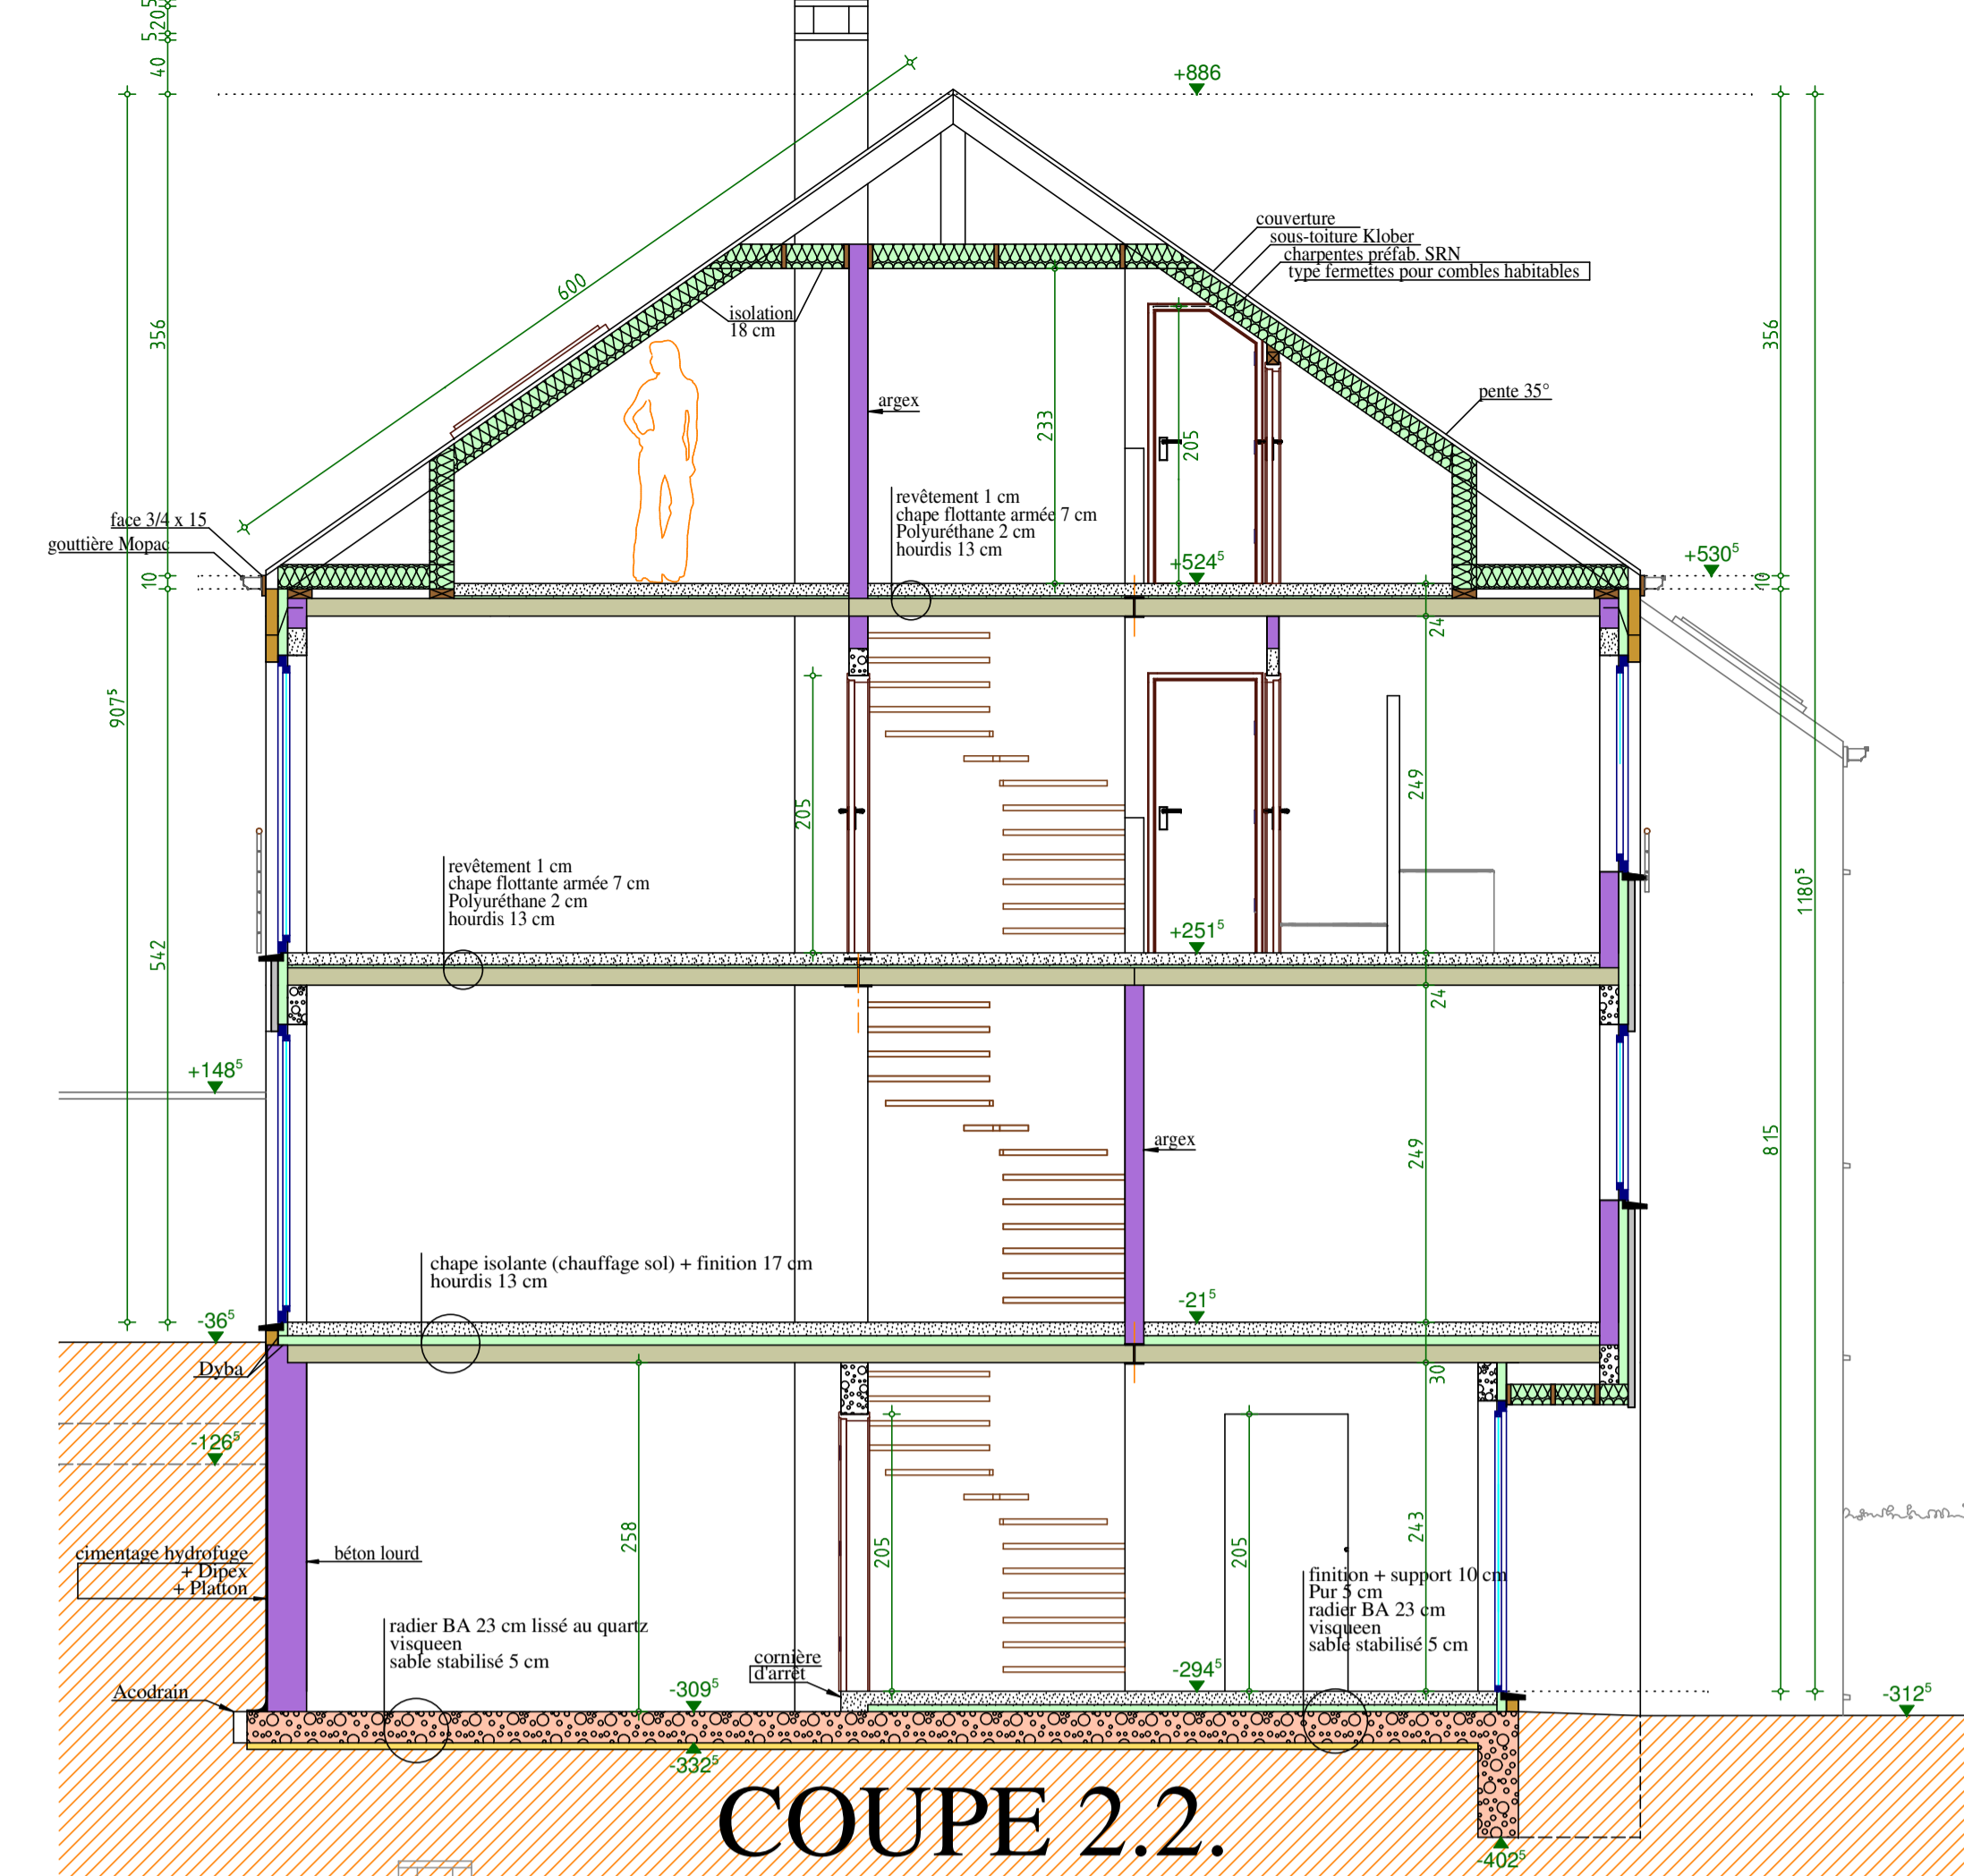 5
20
5
40
+886
600
couverture
sous-toiture Klober
charpentes préfab. SRN
type fermettes pour combles habitables
356
isolation
18 cm
356
pente 35°
argex
233
205
revêtement 1 cm
chape flottante armée 7 cm
Polyuréthane 2 cm
hourdis 13 cm
face 3/4 x 15
gouttière Mopac
10
+524⁵
+530⁵
10
24
907⁵
205
249
revêtement 1 cm
chape flottante armée 7 cm
Polyuréthane 2 cm
hourdis 13 cm
1180⁵
542
+251⁵
24
+148⁵
argex
249
815
chape isolante (chauffage sol) + finition 17 cm
hourdis 13 cm
-36⁵
-21⁵
Dyba
30
-126⁵
258
205
205
243
cimentage hydrofuge
+ Dipex
+ Platton
béton lourd
finition + support 10 cm
Pur 5 cm
radier BA 23 cm
visqueen
sable stabilisé 5 cm
radier BA 23 cm lissé au quartz
visqueen
sable stabilisé 5 cm
cornière
d'arrêt
Acodrain
-309⁵
-294⁵
-312⁵
-332⁵
COUPE 2.2.
-402⁵